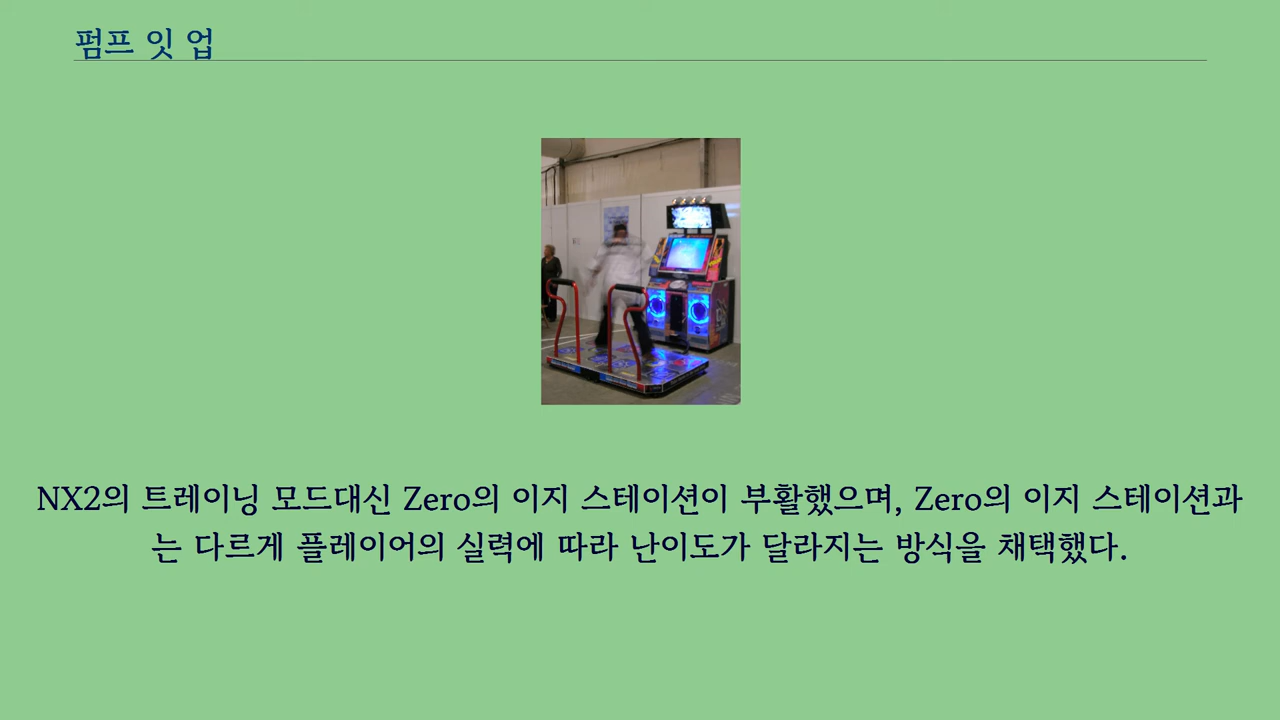 펌프 잇 업
NX2의 트레이닝 모드대신 Zero의 이지 스테이션이 부활했으며, Zero의 이지 스테이션과
는 다르게 플레이어의 실력에 따라 난이도가 달라지는 방식을 채택했다.